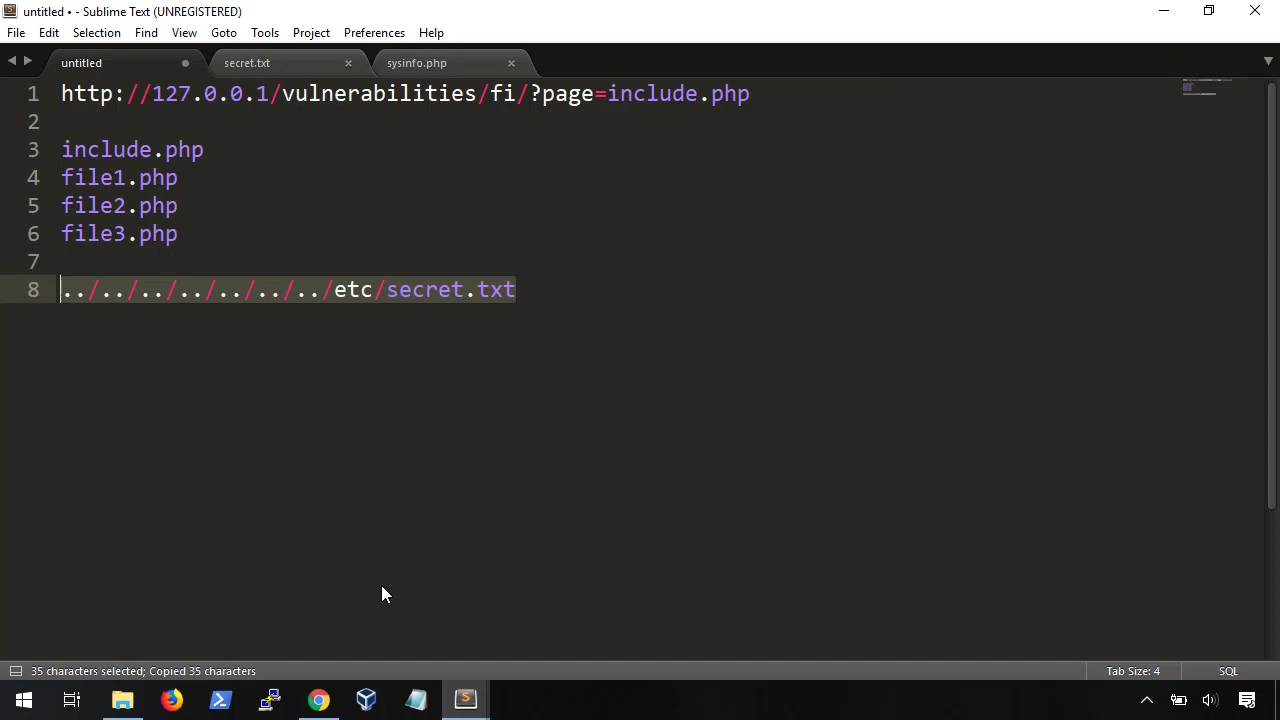 untitled • - Sublime Text (UNREGISTERED)
File Edit Selection Find View Goto Tools Project Preferences Help
untitled secret.txt sysinfo.php
1 http://127.0.0.1/vulnerabilities/fi/?page=include.php
2
3 include.php
4 file1.php
5 file2.php
6 file3.php
7
8 ../../../../../../../etc/secret.txt
35 characters selected; Copied 35 characters Tab Size: 4 SQL